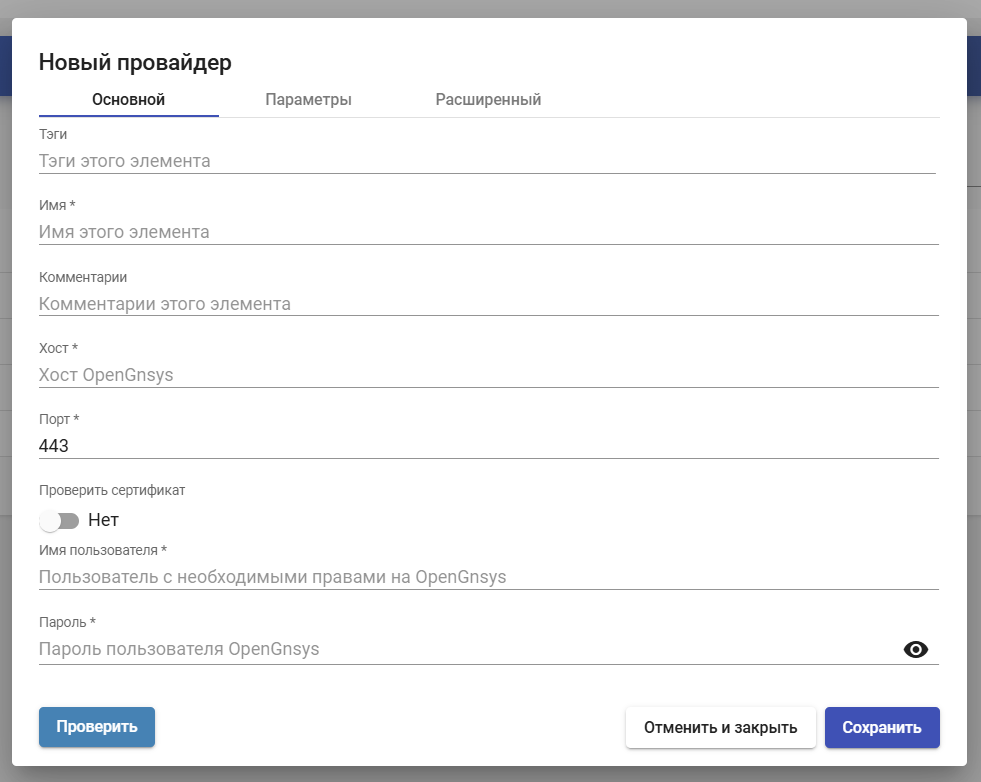 Новый провайдер
Основной Параметры Расширенный
Тэги
Тэги этого элемента
Имя *
Имя этого элемента
Комментарии
Комментарии этого элемента
Хост *
Хост OpenGnsys
Порт *
443
Проверить сертификат
Нет
Имя пользователя *
Пользователь с необходимыми правами на OpenGnsys
Пароль *
Пароль пользователя OpenGnsys
Проверить Отменить и закрыть Сохранить